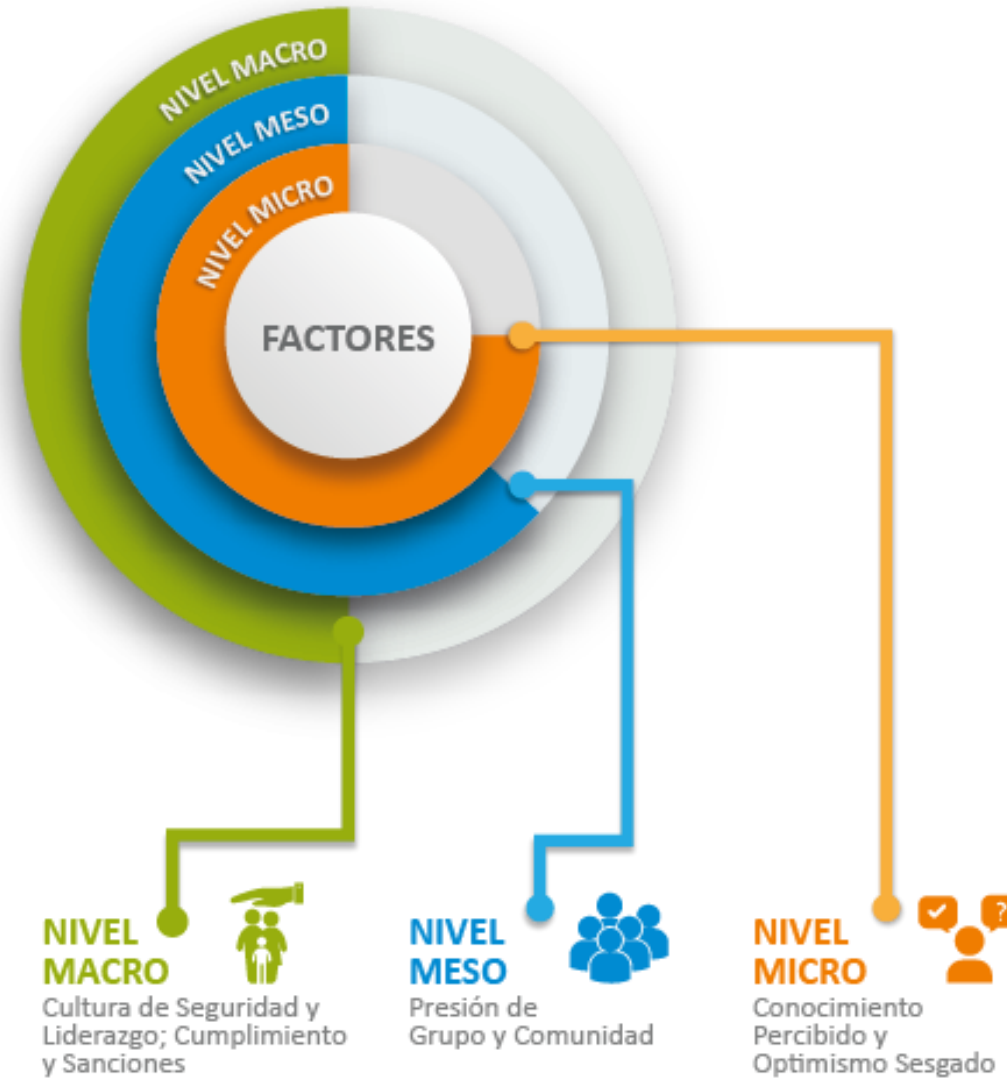 NIVEL MACRO
NIVEL MESO
NIVEL MICRO
FACTORES
NIVEL
MACRO
Cultura de Seguridad y
Liderazgo; Cumplimiento
y Sanciones
NIVEL
MESO
Presión de
Grupo y Comunidad
?
NIVEL
MICRO
Conocimiento
Percibido y
Optimismo Sesgado